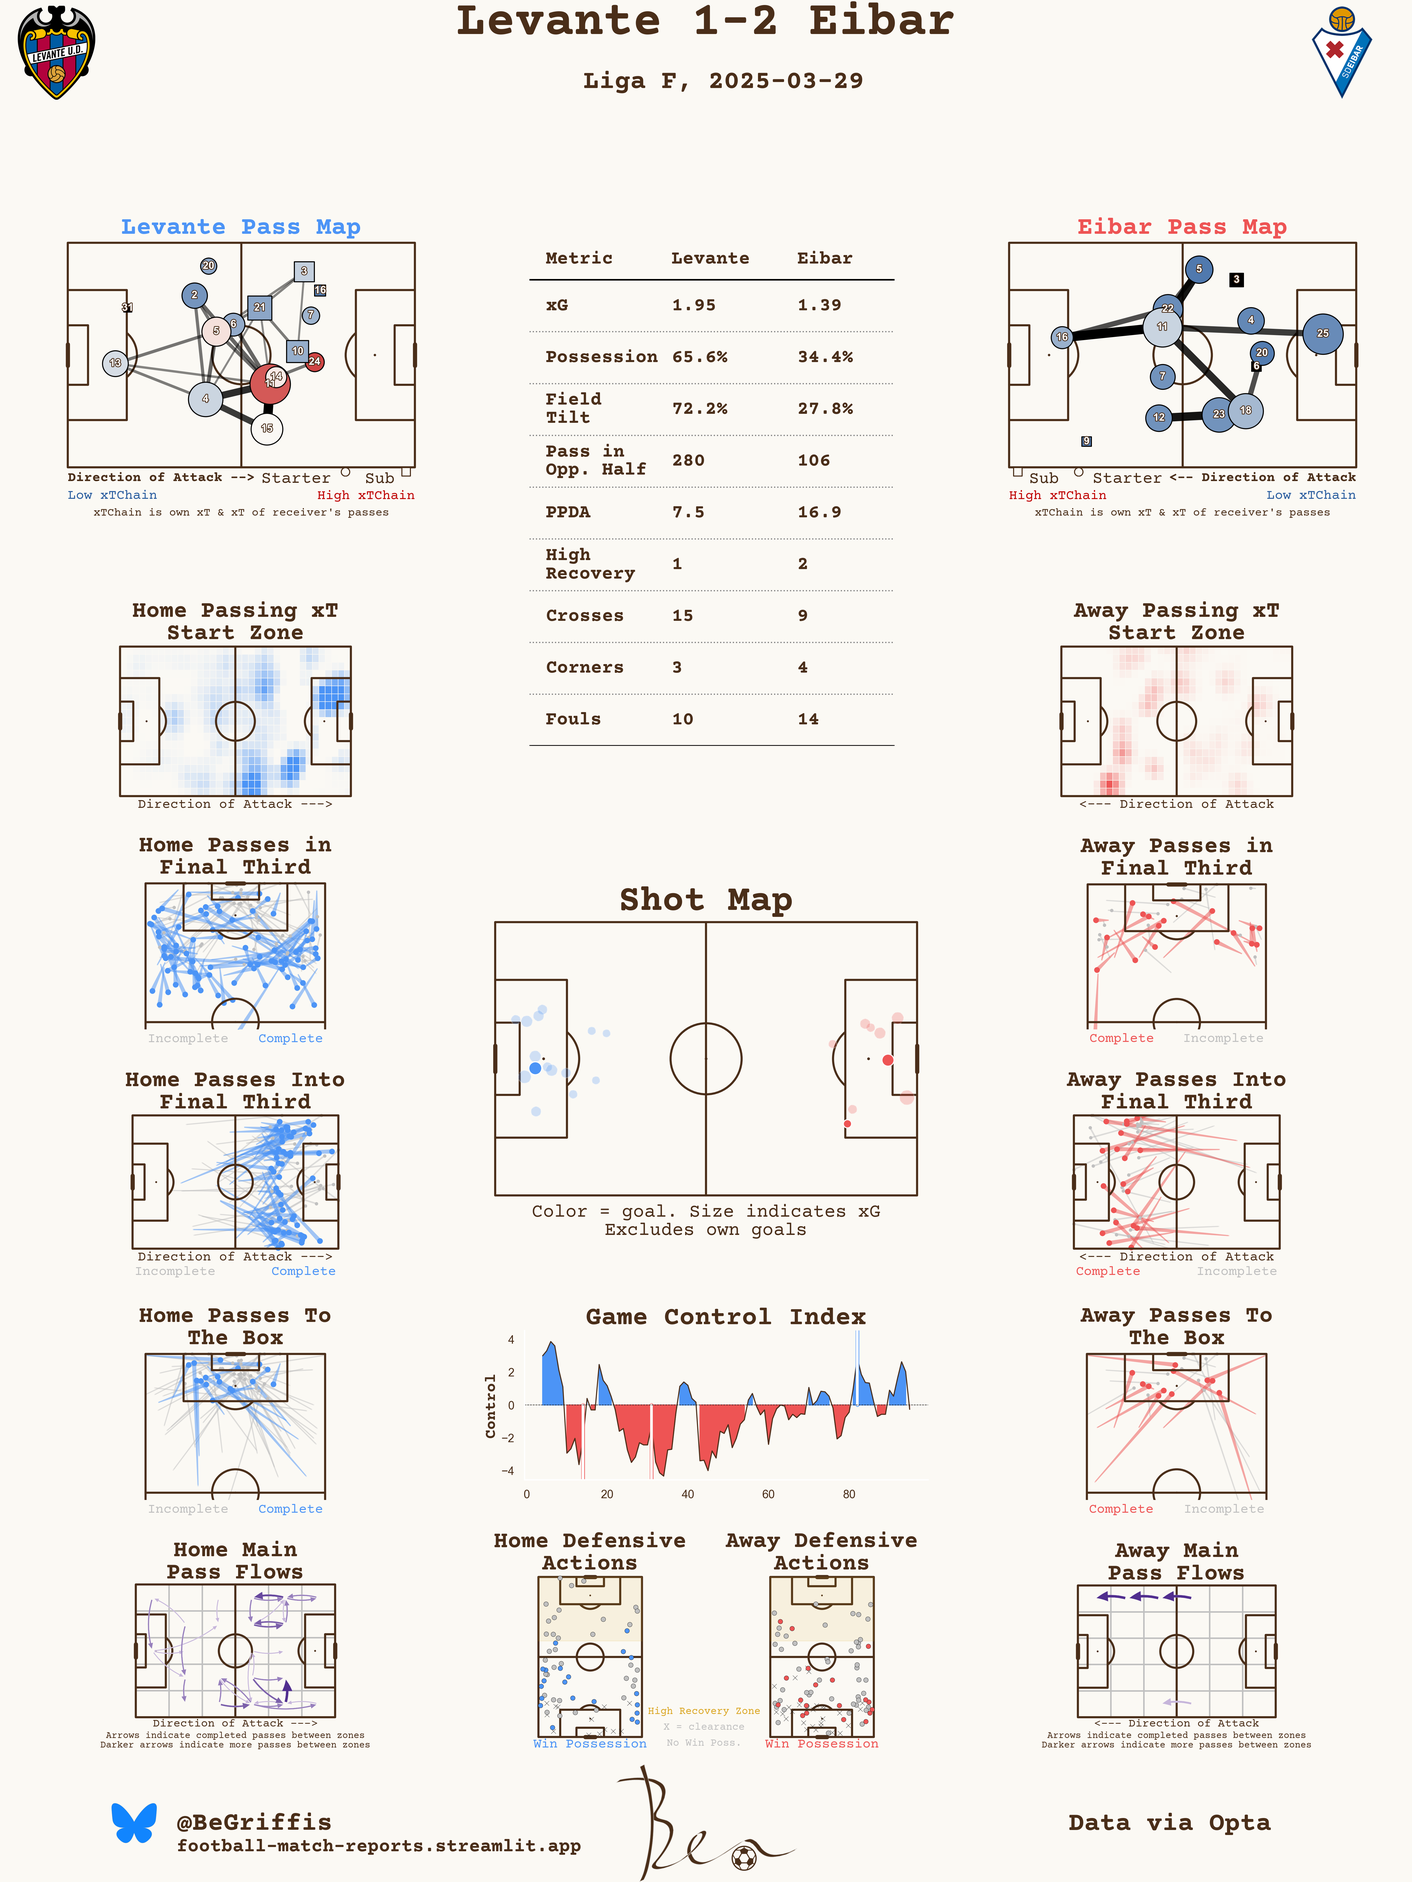 Levante 1-2 Eibar
Liga F, 2025-03-29
LEVANTE U.D.
SDEIBAR
Levante Pass Map
20
3
2
16
31
21
7
6
5
10
13
24
14
4
15
Direction of Attack --> Starter Sub
Low xTChain High xTChain
xTChain is own xT & xT of receiver's passes
Metric Levante Eibar
xG 1.95 1.39
Possession 65.6% 34.4%
Field
Tilt 72.2% 27.8%
Pass in
Opp. Half 280 106
PPDA 7.5 16.9
High
Recovery 1 2
Crosses 15 9
Corners 3 4
Fouls 10 14
Eibar Pass Map
5
3
22
4
11
16
25
20
6
7
12
23
18
9
Sub Starter <-- Direction of Attack
High xTChain Low xTChain
xTChain is own xT & xT of receiver's passes
Home Passing xT
Start Zone
Direction of Attack --->
Away Passing xT
Start Zone
<--- Direction of Attack
Home Passes in
Final Third
Incomplete Complete
Away Passes in
Final Third
Complete Incomplete
Shot Map
Color = goal. Size indicates xG
Excludes own goals
Home Passes Into
Final Third
Direction of Attack --->
Incomplete Complete
Away Passes Into
Final Third
<--- Direction of Attack
Complete Incomplete
Home Passes To
The Box
Incomplete Complete
Game Control Index
Control
4
2
0
−2
−4
0 20 40 60 80
Away Passes To
The Box
Complete Incomplete
Home Main
Pass Flows
Direction of Attack --->
Arrows indicate completed passes between zones
Darker arrows indicate more passes between zones
Home Defensive
Actions
Win Possession
High Recovery Zone
X = clearance
No Win Poss.
Away Defensive
Actions
Win Possession
Away Main
Pass Flows
<--- Direction of Attack
Arrows indicate completed passes between zones
Darker arrows indicate more passes between zones
@BeGriffis
football-match-reports.streamlit.app
Ben
Data via Opta